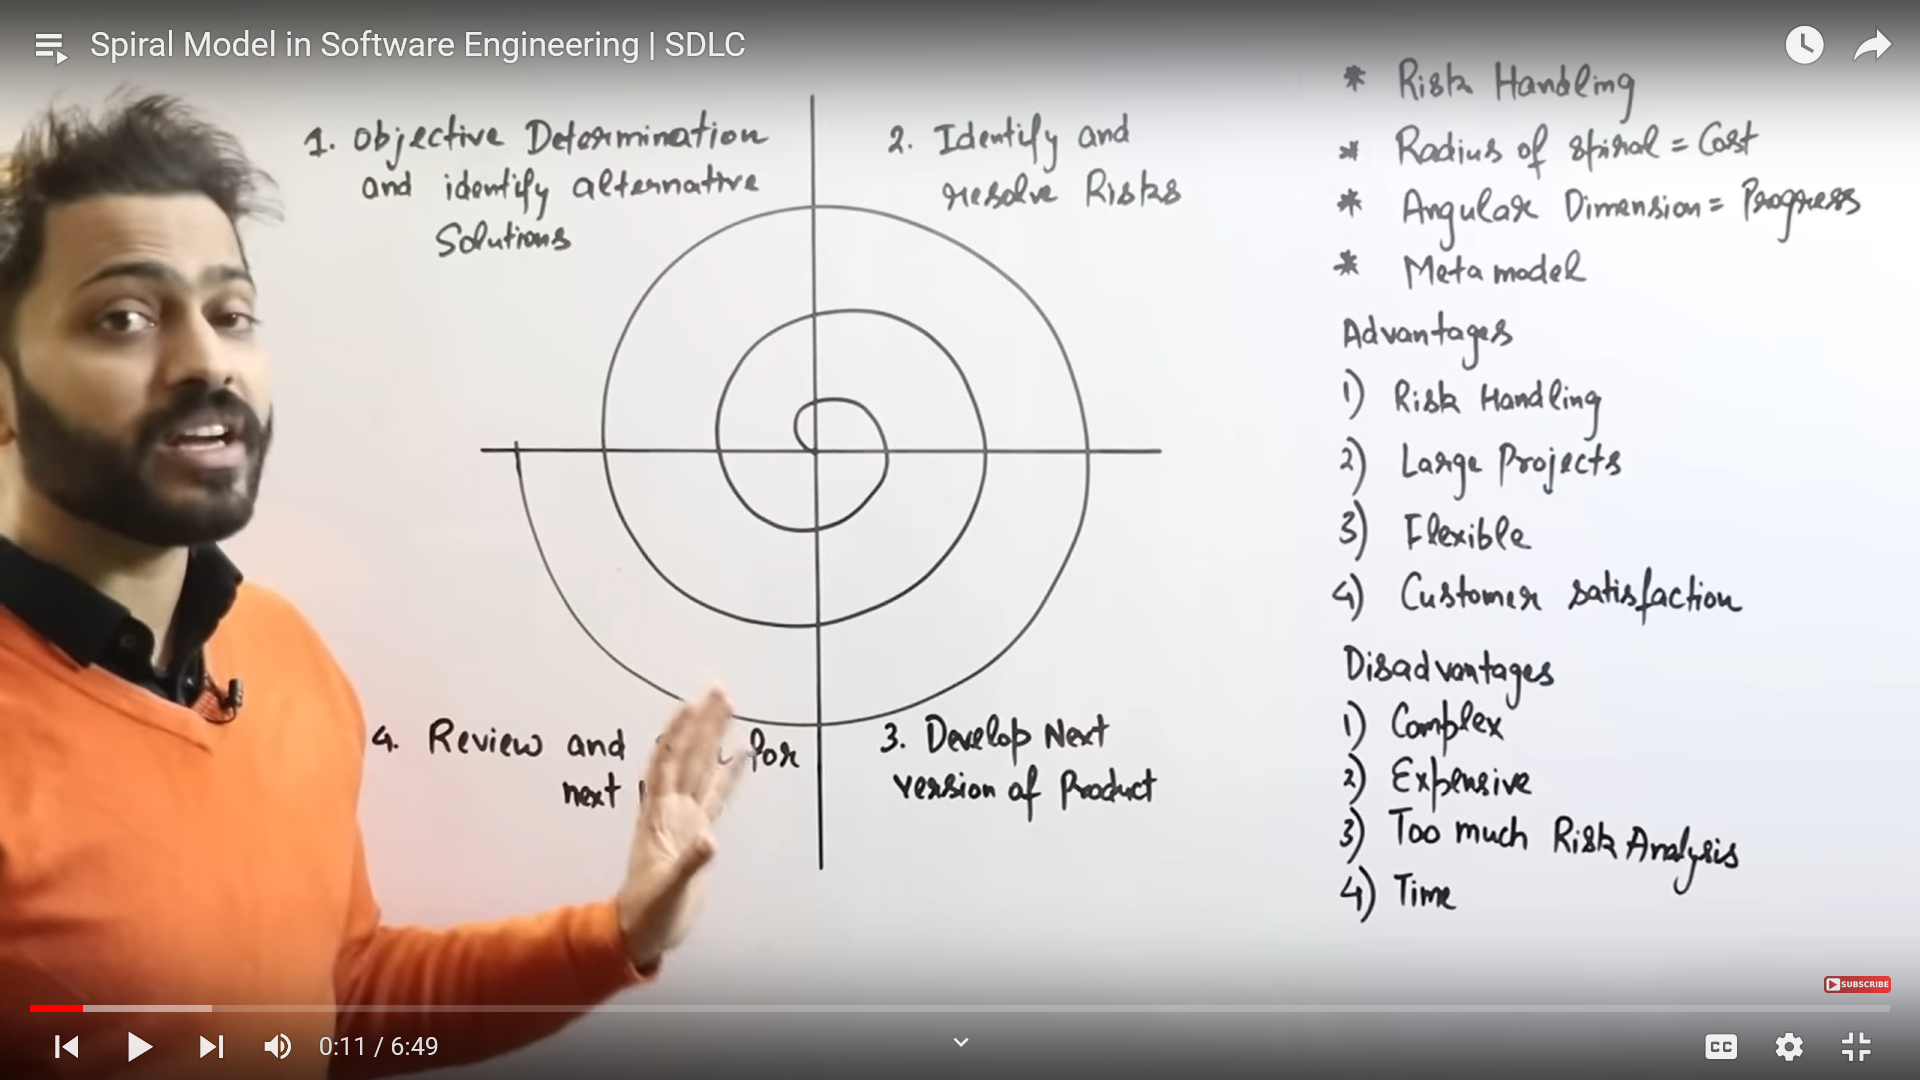 Spiral Model in Software Engineering | SDLC
1. Objective Determination
and identify alternative
Solutions
2. Identify and
resolve Risks
4. Review and for
next
3. Develop Next
version of Product
* Risk Handling
* Radius of spiral = Cost
* Angular Dimension = Progress
* Meta model
Advantages
1) Risk Handling
2) Large Projects
3) Flexible
4) Customer satisfaction
Disadvantages
1) Complex
2) Expensive
3) Too much Risk Analysis
4) Time
SUBSCRIBE
0:11 / 6:49
CC